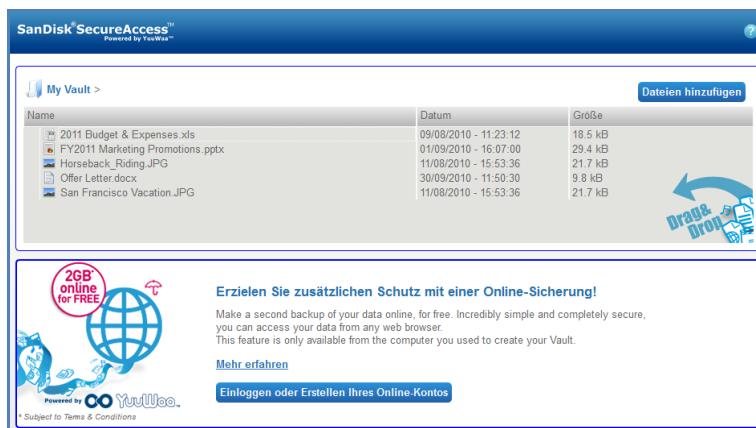 SanDisk® SecureAccess™
Powered by YuuWaa™
?
My Vault >
Dateien hinzufügen
Name Datum Größe
2011 Budget & Expenses.xls 09/08/2010 - 11:23:12 18.5 kB
FY2011 Marketing Promotions.pptx 01/09/2010 - 16:07:00 29.4 kB
Horseback_Riding.JPG 11/08/2010 - 15:53:36 21.7 kB
Offer Letter.docx 30/09/2010 - 11:50:30 9.8 kB
San Francisco Vacation.JPG 11/08/2010 - 15:53:36 21.7 kB
Drag&
Drop
2GB*
online
for FREE
Erzielen Sie zusätzlichen Schutz mit einer Online-Sicherung!
Make a second backup of your data online, for free. Incredibly simple and completely secure,
you can access your data from any web browser.
This feature is only available from the computer you used to create your Vault.
Mehr erfahren
Einloggen oder Erstellen Ihres Online-Kontos
Powered by YuuWaa™
* Subject to Terms & Conditions